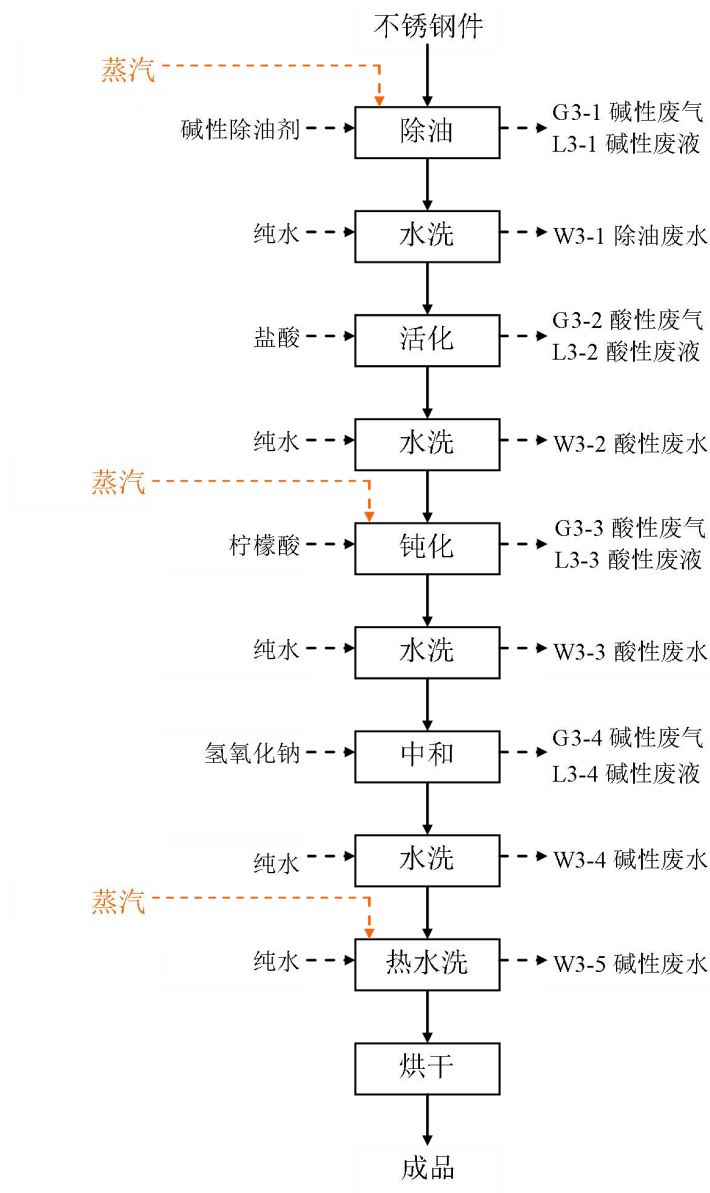 不锈钢件
蒸汽
碱性除油剂
除油
G3-1 碱性废气
L3-1 碱性废液
纯水
水洗
W3-1 除油废水
盐酸
活化
G3-2 酸性废气
L3-2 酸性废液
纯水
水洗
W3-2 酸性废水
蒸汽
柠檬酸
钝化
G3-3 酸性废气
L3-3 酸性废液
纯水
水洗
W3-3 酸性废水
氢氧化钠
中和
G3-4 碱性废气
L3-4 碱性废液
纯水
水洗
W3-4 碱性废水
蒸汽
纯水
热水洗
W3-5 碱性废水
烘干
成品